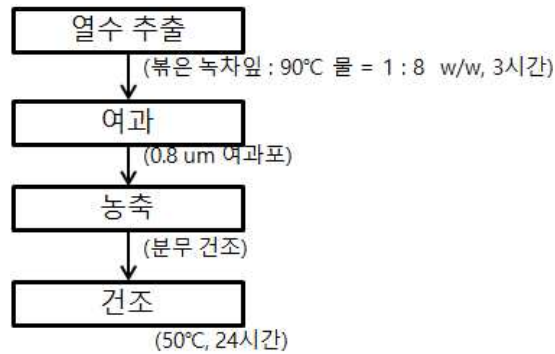 열수 추출
(볶은 녹차잎 : 90℃ 물 = 1 : 8 w/w, 3시간)
여과
(0.8 um 여과포)
농축
(분무 건조)
건조
(50℃, 24시간)